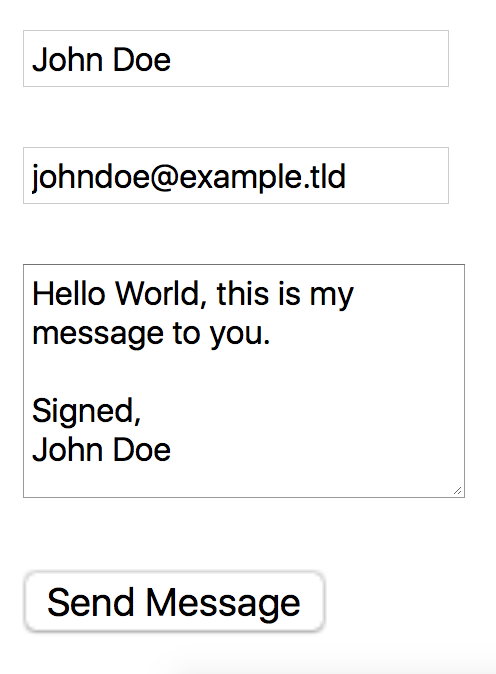 John Doe
johndoe@example.tld
Hello World, this is my
message to you.
Signed,
John Doe
Send Message